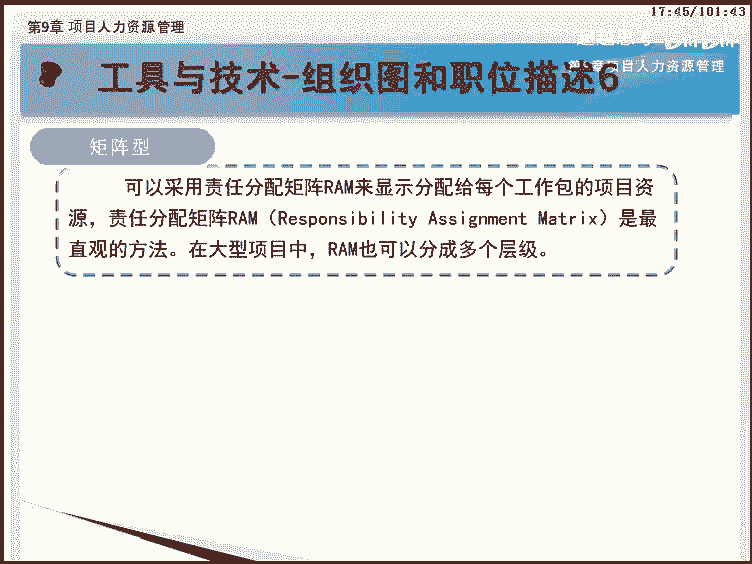 17:45/101:43
第9章 项目人力资源管理
第9章项目人力资源管理
工具与技术-组织图和职位描述6
矩阵型
可以采用责任分配矩阵RAM来显示分配给每个工作包的项目资
源，责任分配矩阵RAM（Responsibility Assignment Matrix）是最
直观的方法。在大型项目中，RAM也可以分成多个层级。